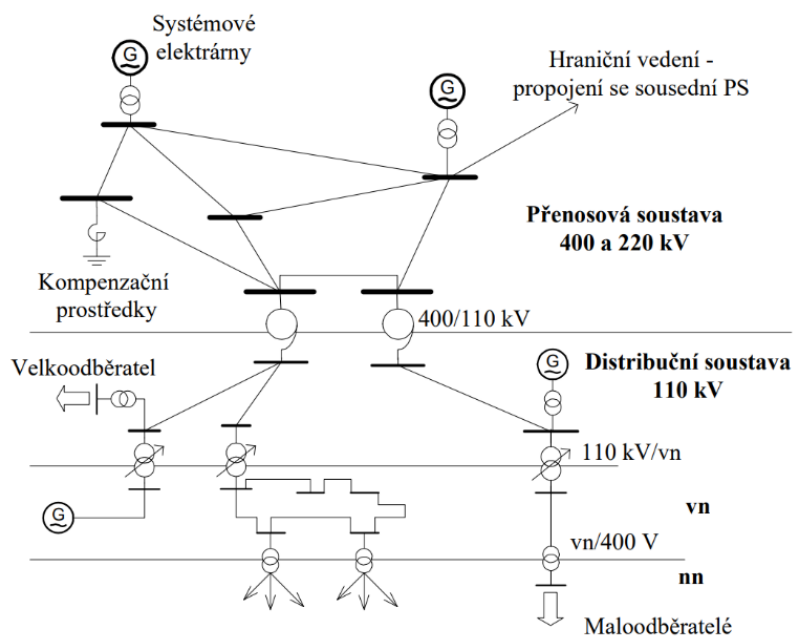 Systémové
elektrárny
G
G
Hraniční vedení -
propojení se sousední PS
Přenosová soustava
400 a 220 kV
Kompenzační
prostředky
400/110 kV
Velkoodběratel
G
Distribuční soustava
110 kV
110 kV/vn
G
vn
vn/400 V
nn
Maloodběratelé